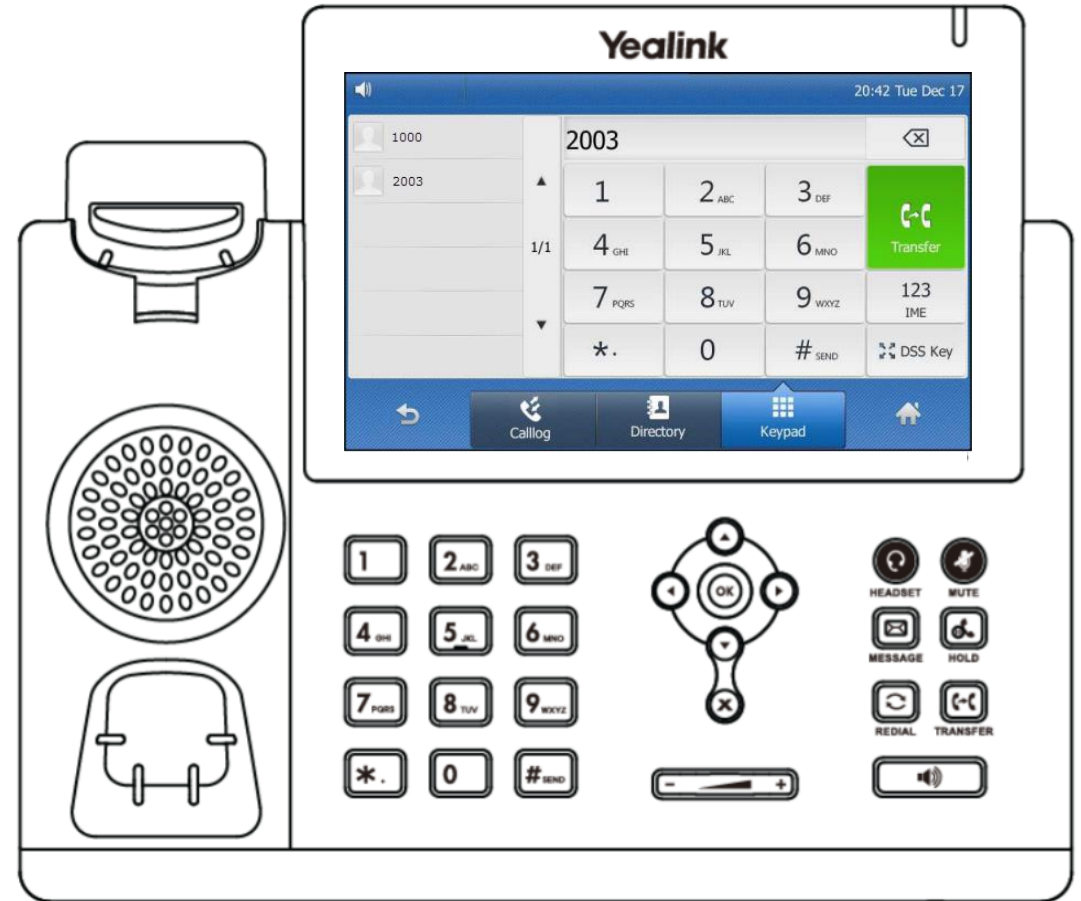 Yealink
20:42 Tue Dec 17
1000
2003
1/1
2003
1
2 ABC
3 DEF
Transfer
4 GHI
5 JKL
6 MNO
7 PQRS
8 TUV
9 WXYZ
123
IME
*.
0
# SEND
DSS Key
Calllog
Directory
Keypad
1
2 ABC
3 DEF
HEADSET
MUTE
OK
4 GHI
5 JKL
6 MNO
MESSAGE
HOLD
7 PQRS
8 TUV
9 WXYZ
REDIAL
TRANSFER
*.
0
# SEND
- +